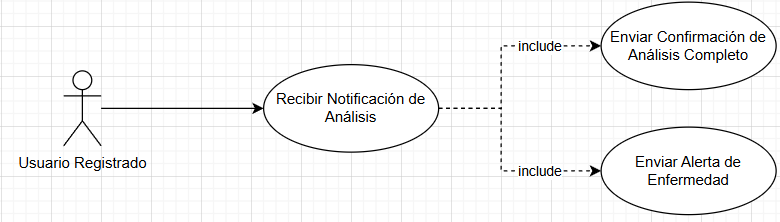 Enviar Confirmación de
Análisis Completo
include
Recibir Notificación de
Análisis
Usuario Registrado
include
Enviar Alerta de
Enfermedad